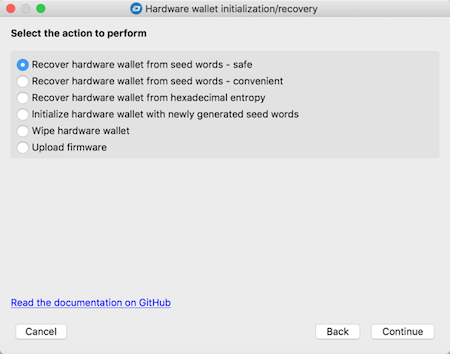 Hardware wallet initialization/recovery
Select the action to perform
Recover hardware wallet from seed words - safe
Recover hardware wallet from seed words - convenient
Recover hardware wallet from hexadecimal entropy
Initialize hardware wallet with newly generated seed words
Wipe hardware wallet
Upload firmware
Read the documentation on GitHub
Cancel Back Continue